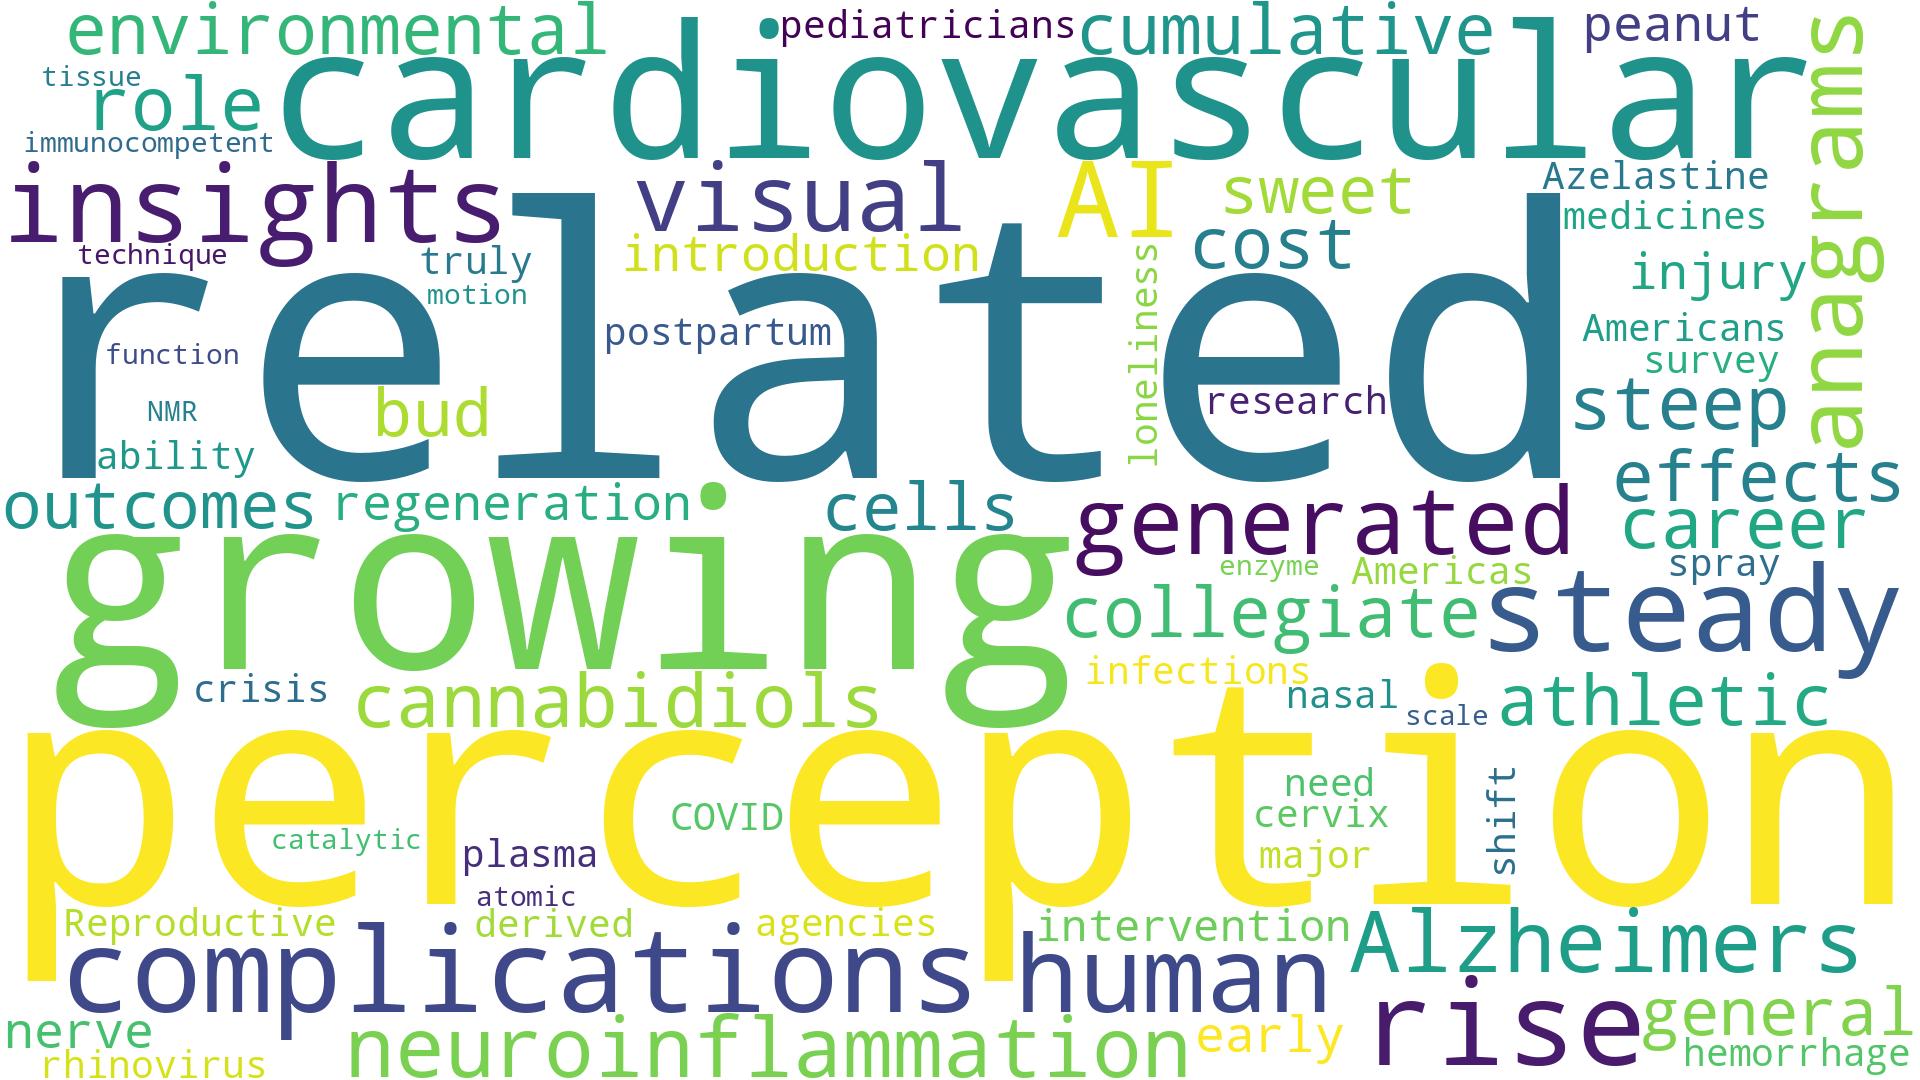 environmental
pediatricians
cumulative
peanut
tissue
role
cardiovascular
anagrams
immunocompetent
insights
visual
AI
sweet
Azelastine
medicines
technique
truly
introduction
cost
motion
related
injury
function
postpartum
loneliness
Americans
survey
NMR
bud
research
steep
ability
outcomes
regeneration
cells
generated
effects
career
growing
enzyme
Americas
spray
collegiate
steady
crisis
cannabidiols
infections
nasal
scale
athletic
perception
need
cervix
major
shift
COVID
catalytic
plasma
atomic
Reproductive
derived
agencies
intervention
Alzheimers
complications
human
rise
general
nerve
neuroinflammation
early
hemorrhage
rhinovirus